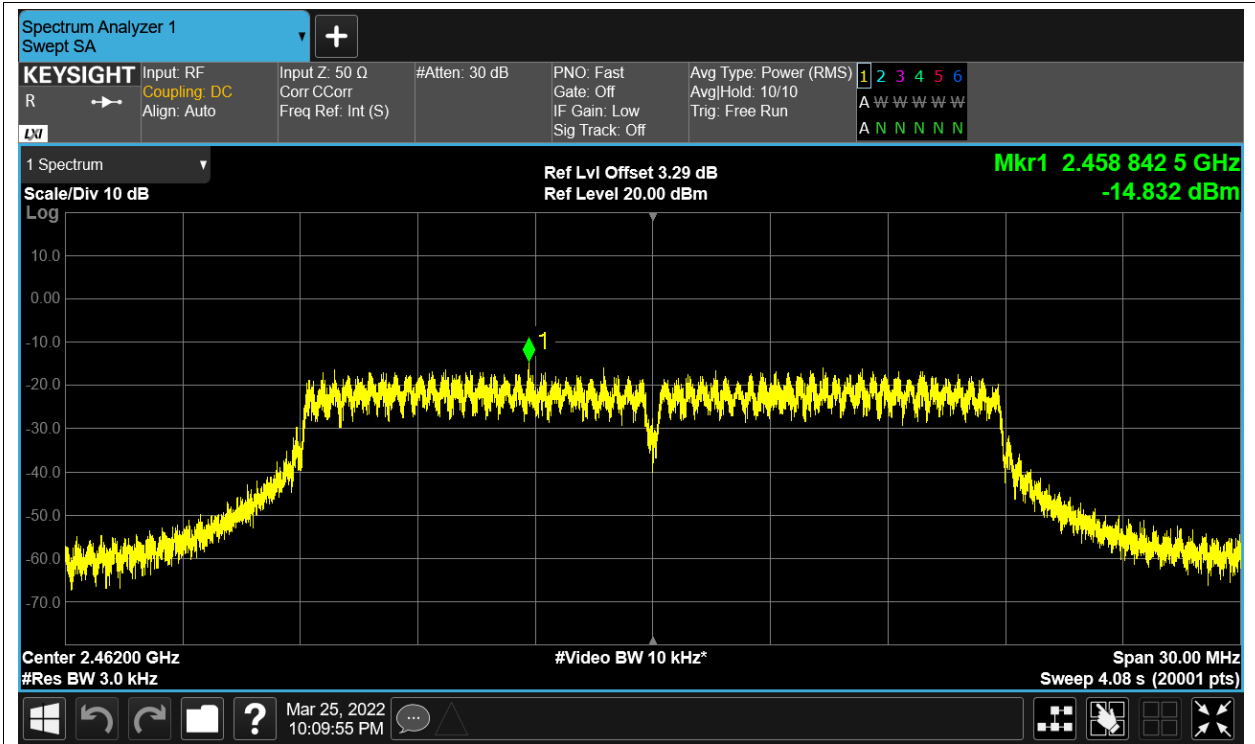 Spectrum Analyzer 1
Swept SA
+
KEYSIGHT
R
LXI
Input: RF
Coupling: DC
Align: Auto
Input Z: 50 Ω
Corr CCorr
Freq Ref: Int (S)
#Atten: 30 dB
PNO: Fast
Gate: Off
IF Gain: Low
Sig Track: Off
Avg Type: Power (RMS)
Avg|Hold: 10/10
Trig: Free Run
1 2 3 4 5 6
A W W W W W
A N N N N N
1 Spectrum
Scale/Div 10 dB
Ref Lvl Offset 3.29 dB
Ref Level 20.00 dBm
Mkr1 2.458 842 5 GHz
-14.832 dBm
Log
10.0
0.00
-10.0
-20.0
-30.0
-40.0
-50.0
-60.0
-70.0
1
Center 2.46200 GHz
#Res BW 3.0 kHz
#Video BW 10 kHz*
Span 30.00 MHz
Sweep 4.08 s (20001 pts)
?
Mar 25, 2022
10:09:55 PM